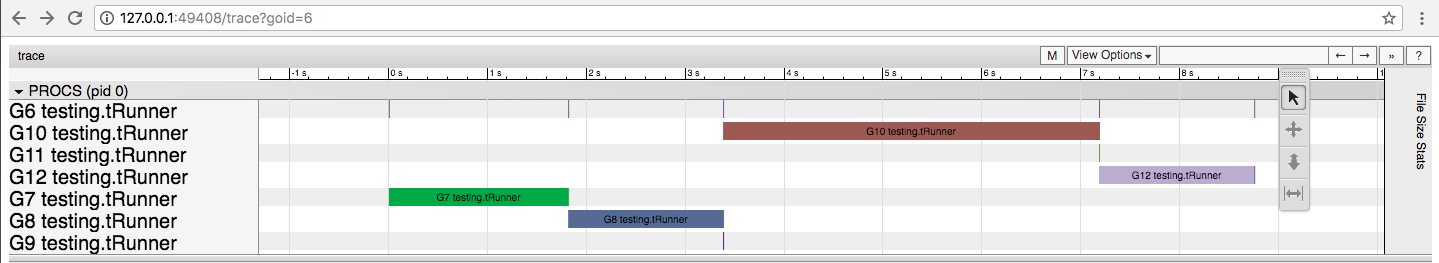 127.0.0.1:49408/trace?goid=6
trace M View Options ← → » ?
-1 s 0 s 1 s 2 s 3 s 4 s 5 s 6 s 7 s 8 s 1
PROCS (pid 0)
G6 testing.tRunner
G10 testing.tRunner G10 testing.tRunner
G11 testing.tRunner
G12 testing.tRunner G12 testing.tRunner
G7 testing.tRunner G7 testing.tRunner
G8 testing.tRunner G8 testing.tRunner
G9 testing.tRunner
File Size Stats